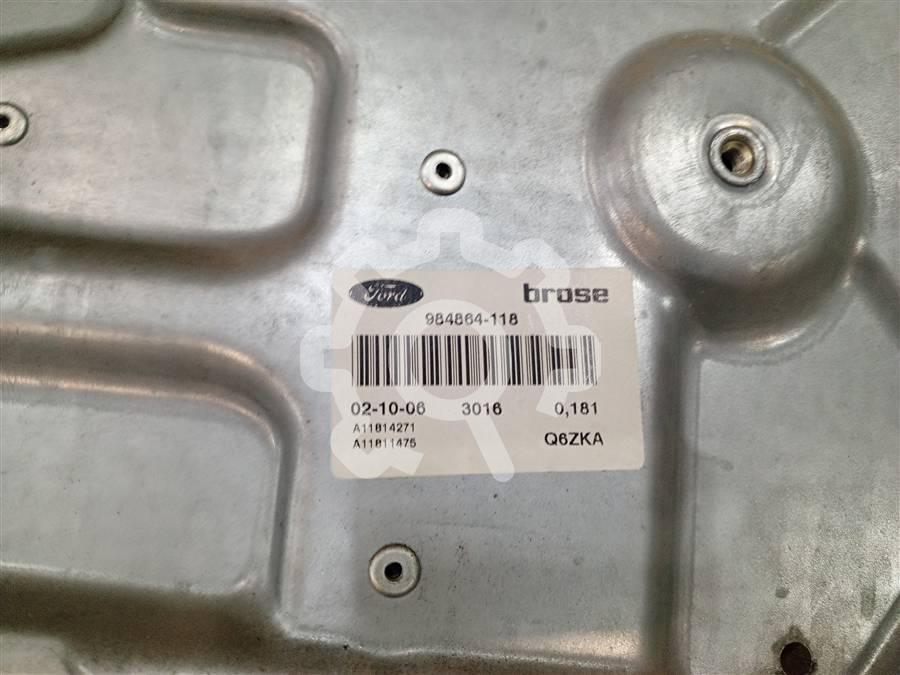 Ford brose
984864-118
02-10-06 3016 0,181
A11814271
A11811475 Q6ZKA